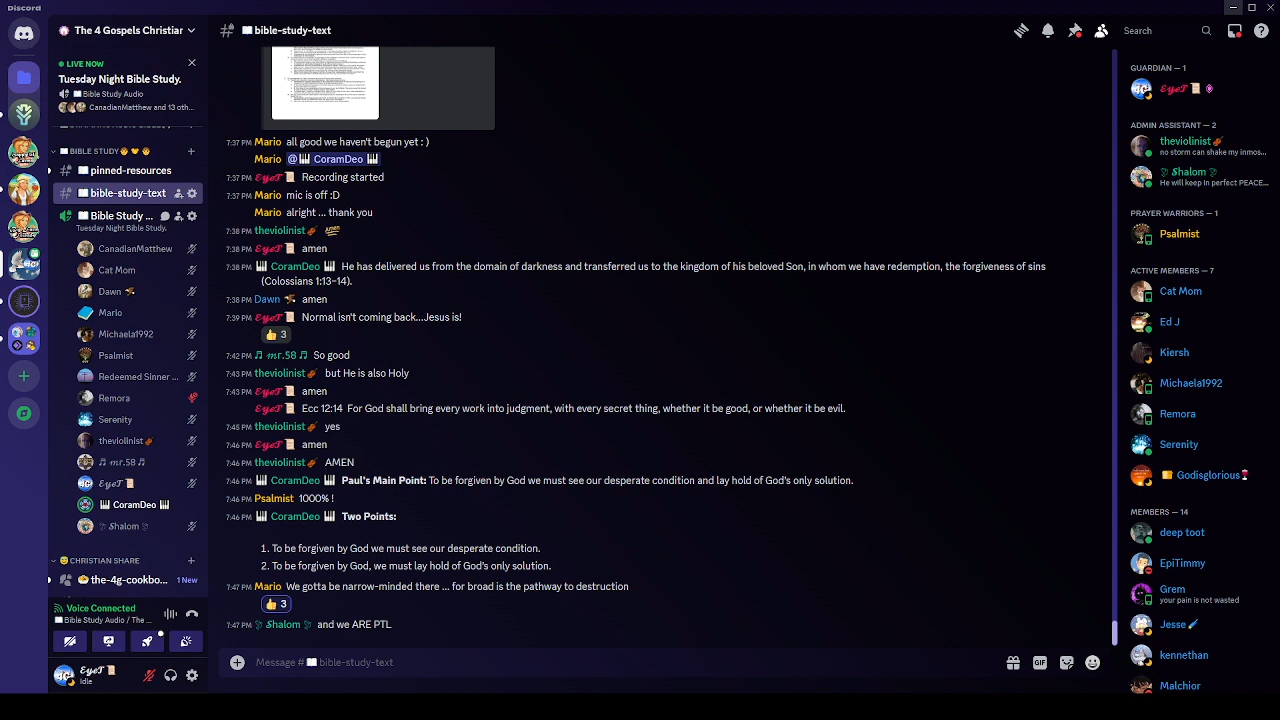 Discord
The 4 Gospels Christian
📖bible-study-text
Search
LIVE NOW
Tuesday Night Bible Study.
Bible Study Audio
CanadianMatthew and 13 oth...
BIBLE STUDY
pinned-resources
bible-study-text
Bible Study ...
Tuesday Night Bible Study.
CanadianMatthew
Cat Mom
Dawn
Mario
Michaela1992
Psalmist
Redeemed Sinner ...
Remora
Serenity
theviolinist
♬ 𝓂r.58 ♬
EyeT 📜
🎹 CoramDeo 🎹
🕊 Shalom 🕊
CHRISTIAN SHARE
the-4g-cookbo... 1 New
Voice Connected
📖 Bible Study Audio / The ...
EyeT 📜
Idle
7:37 PM Mario all good we haven't begun yet : )
Mario @🎹 CoramDeo 🎹
7:37 PM EyeT 📜 Recording started
7:37 PM Mario mic is off :D
Mario alright ... thank you
7:38 PM theviolinist🎻 Amen
7:38 PM EyeT 📜 amen
7:38 PM 🎹 CoramDeo 🎹 He has delivered us from the domain of darkness and transferred us to the kingdom of his beloved Son, in whom we have redemption, the forgiveness of sins
(Colossians 1:13–14).
7:38 PM Dawn amen
7:39 PM EyeT 📜 Normal isn't coming back...Jesus is!
👍 3
7:42 PM ♬ 𝓂r.58 ♬ So good
7:43 PM theviolinist🎻 but He is also Holy
7:43 PM EyeT 📜 amen
EyeT 📜 Ecc 12:14 For God shall bring every work into judgment, with every secret thing, whether it be good, or whether it be evil.
7:45 PM theviolinist🎻 yes
7:46 PM EyeT 📜 amen
7:46 PM theviolinist🎻 AMEN
7:46 PM 🎹 CoramDeo 🎹 Paul's Main Point: To be forgiven by God we must see our desperate condition and lay hold of God's only solution.
7:46 PM Psalmist 1000% !
7:46 PM 🎹 CoramDeo 🎹 Two Points:
1. To be forgiven by God we must see our desperate condition.
2. To be forgiven by God, we must lay hold of God's only solution.
7:47 PM Mario We gotta be narrow-minded there ... for broad is the pathway to destruction
👍 3
7:47 PM 🕊 Shalom 🕊 and we ARE PTL
Message #📖bible-study-text
GIF
GUARDIAN — 1
EyeT 📜
ADMIN ASSISTANT — 2
theviolinist🎻
no storm can shake my inmos...
🕊 Shalom 🕊
He will keep in perfect PEACE...
PRAYER WARRIORS — 1
Psalmist
ACTIVE MEMBERS — 7
Cat Mom
Ed J
Kiersh
Michaela1992
Remora
Serenity
🍞 Godisglorious🍷
MEMBERS — 14
deep toot
EpiTimmy
Grem
your pain is not wasted
Jesse
kennethan
Malchior